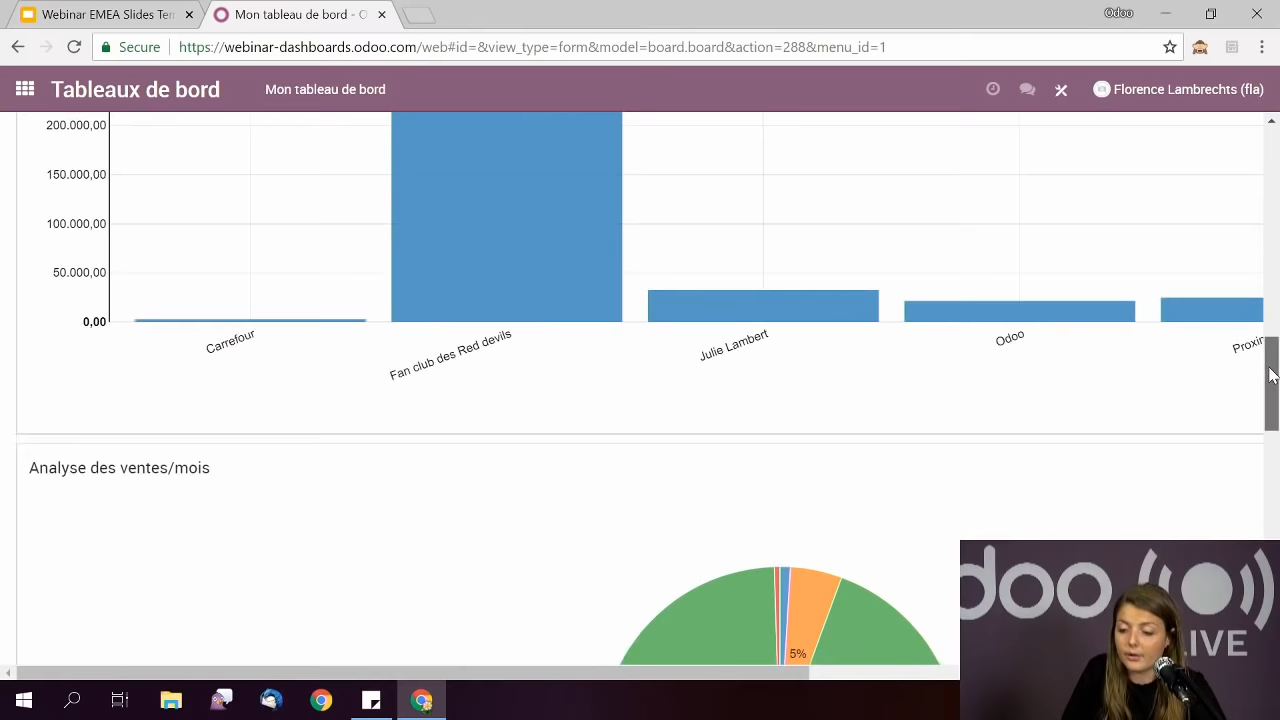 Webinar EMEA Slides Ten
Mon tableau de bord - O
Odoo
Secure
https://webinar-dashboards.odoo.com/web#id=&view_type=form&model=board.board&action=288&menu_id=1
Tableaux de bord
Mon tableau de bord
Florence Lambrechts (fla)
200.000,00
150.000,00
100.000,00
50.000,00
0,00
Carrefour
Fan club des Red devils
Julie Lambert
Odoo
Proxim
Analyse des ventes/mois
5%
doo
LIVE